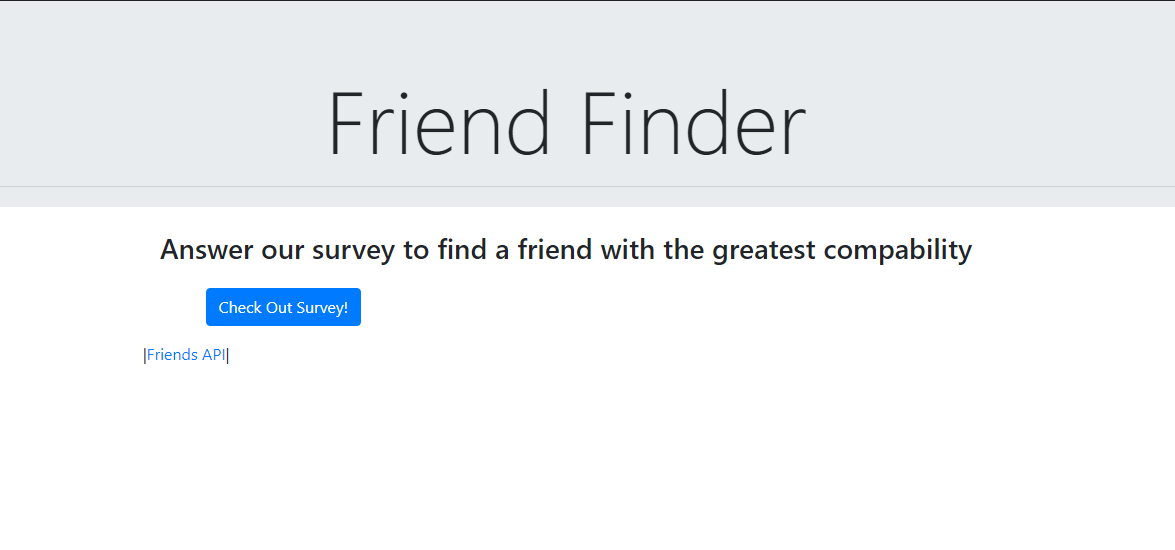 Friend Finder
Answer our survey to find a friend with the greatest compability
Check Out Survey!
|Friends API|